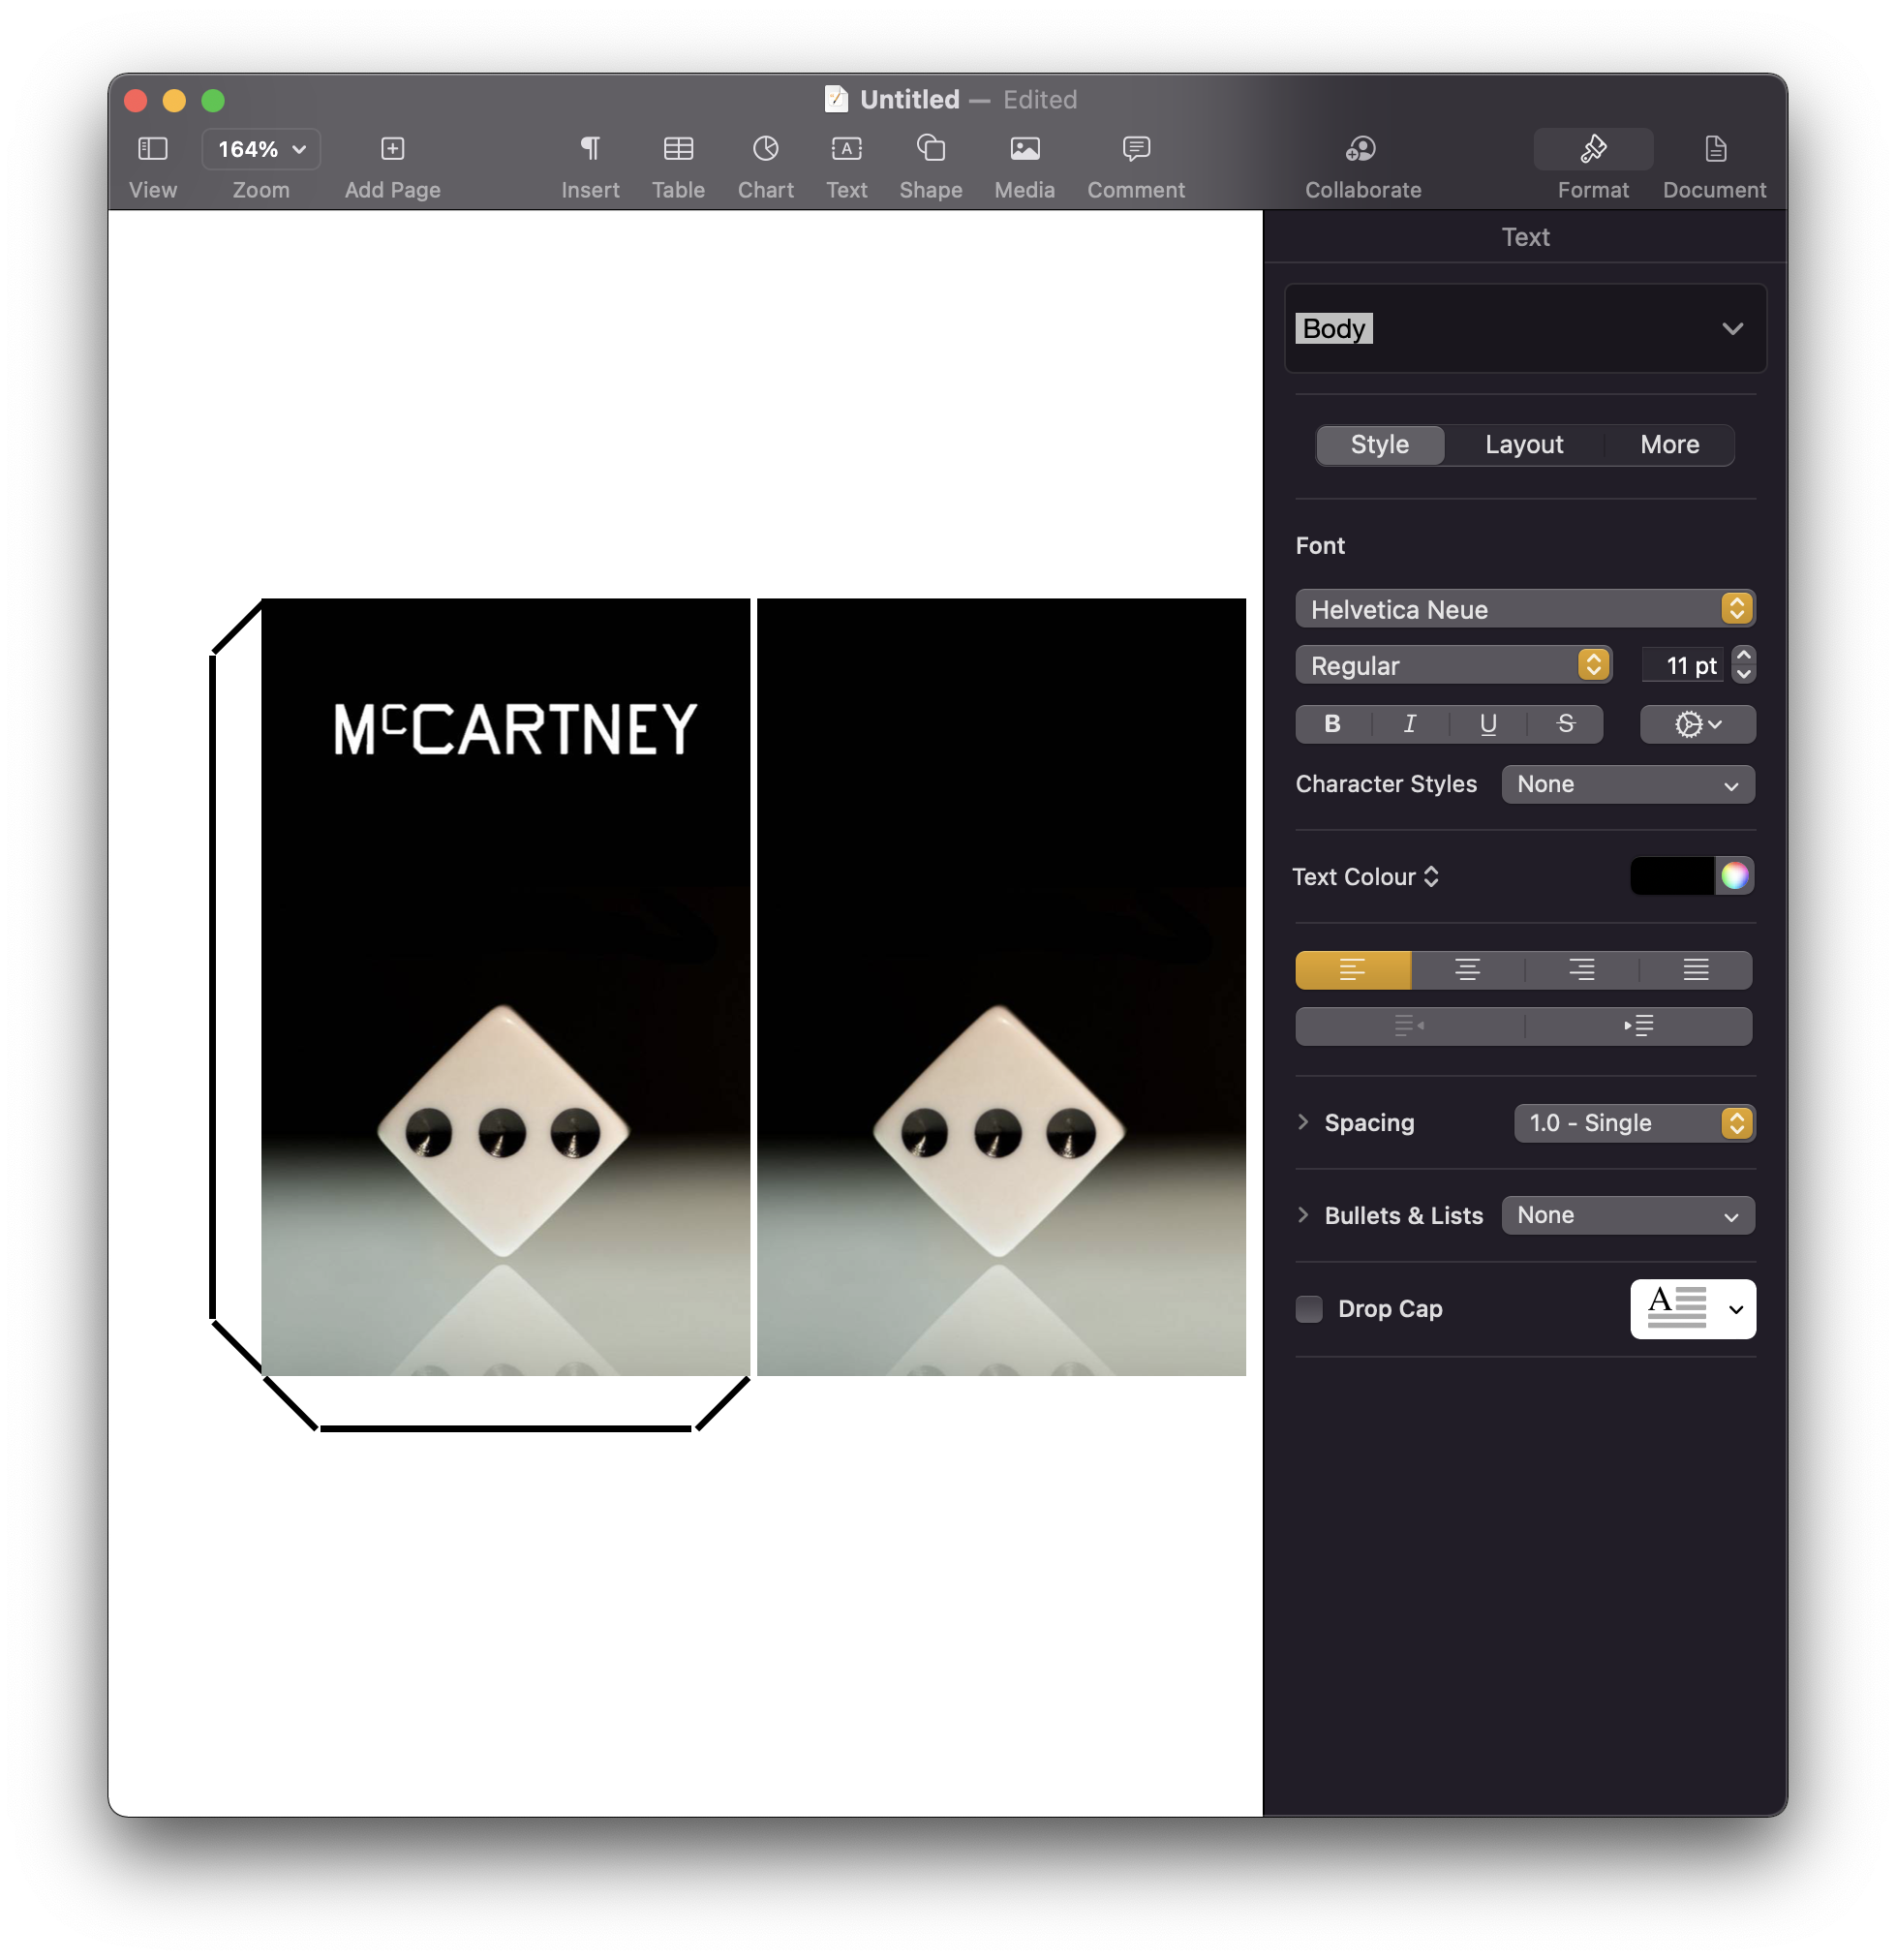 Untitled — Edited
164%
View Zoom Add Page Insert Table Chart Text Shape Media Comment Collaborate Format Document
Text
Body
Style Layout More
Font
Helvetica Neue
Regular 11 pt
B I U S
Character Styles None
Text Colour
Spacing 1.0 - Single
Bullets & Lists None
Drop Cap A
McCARTNEY